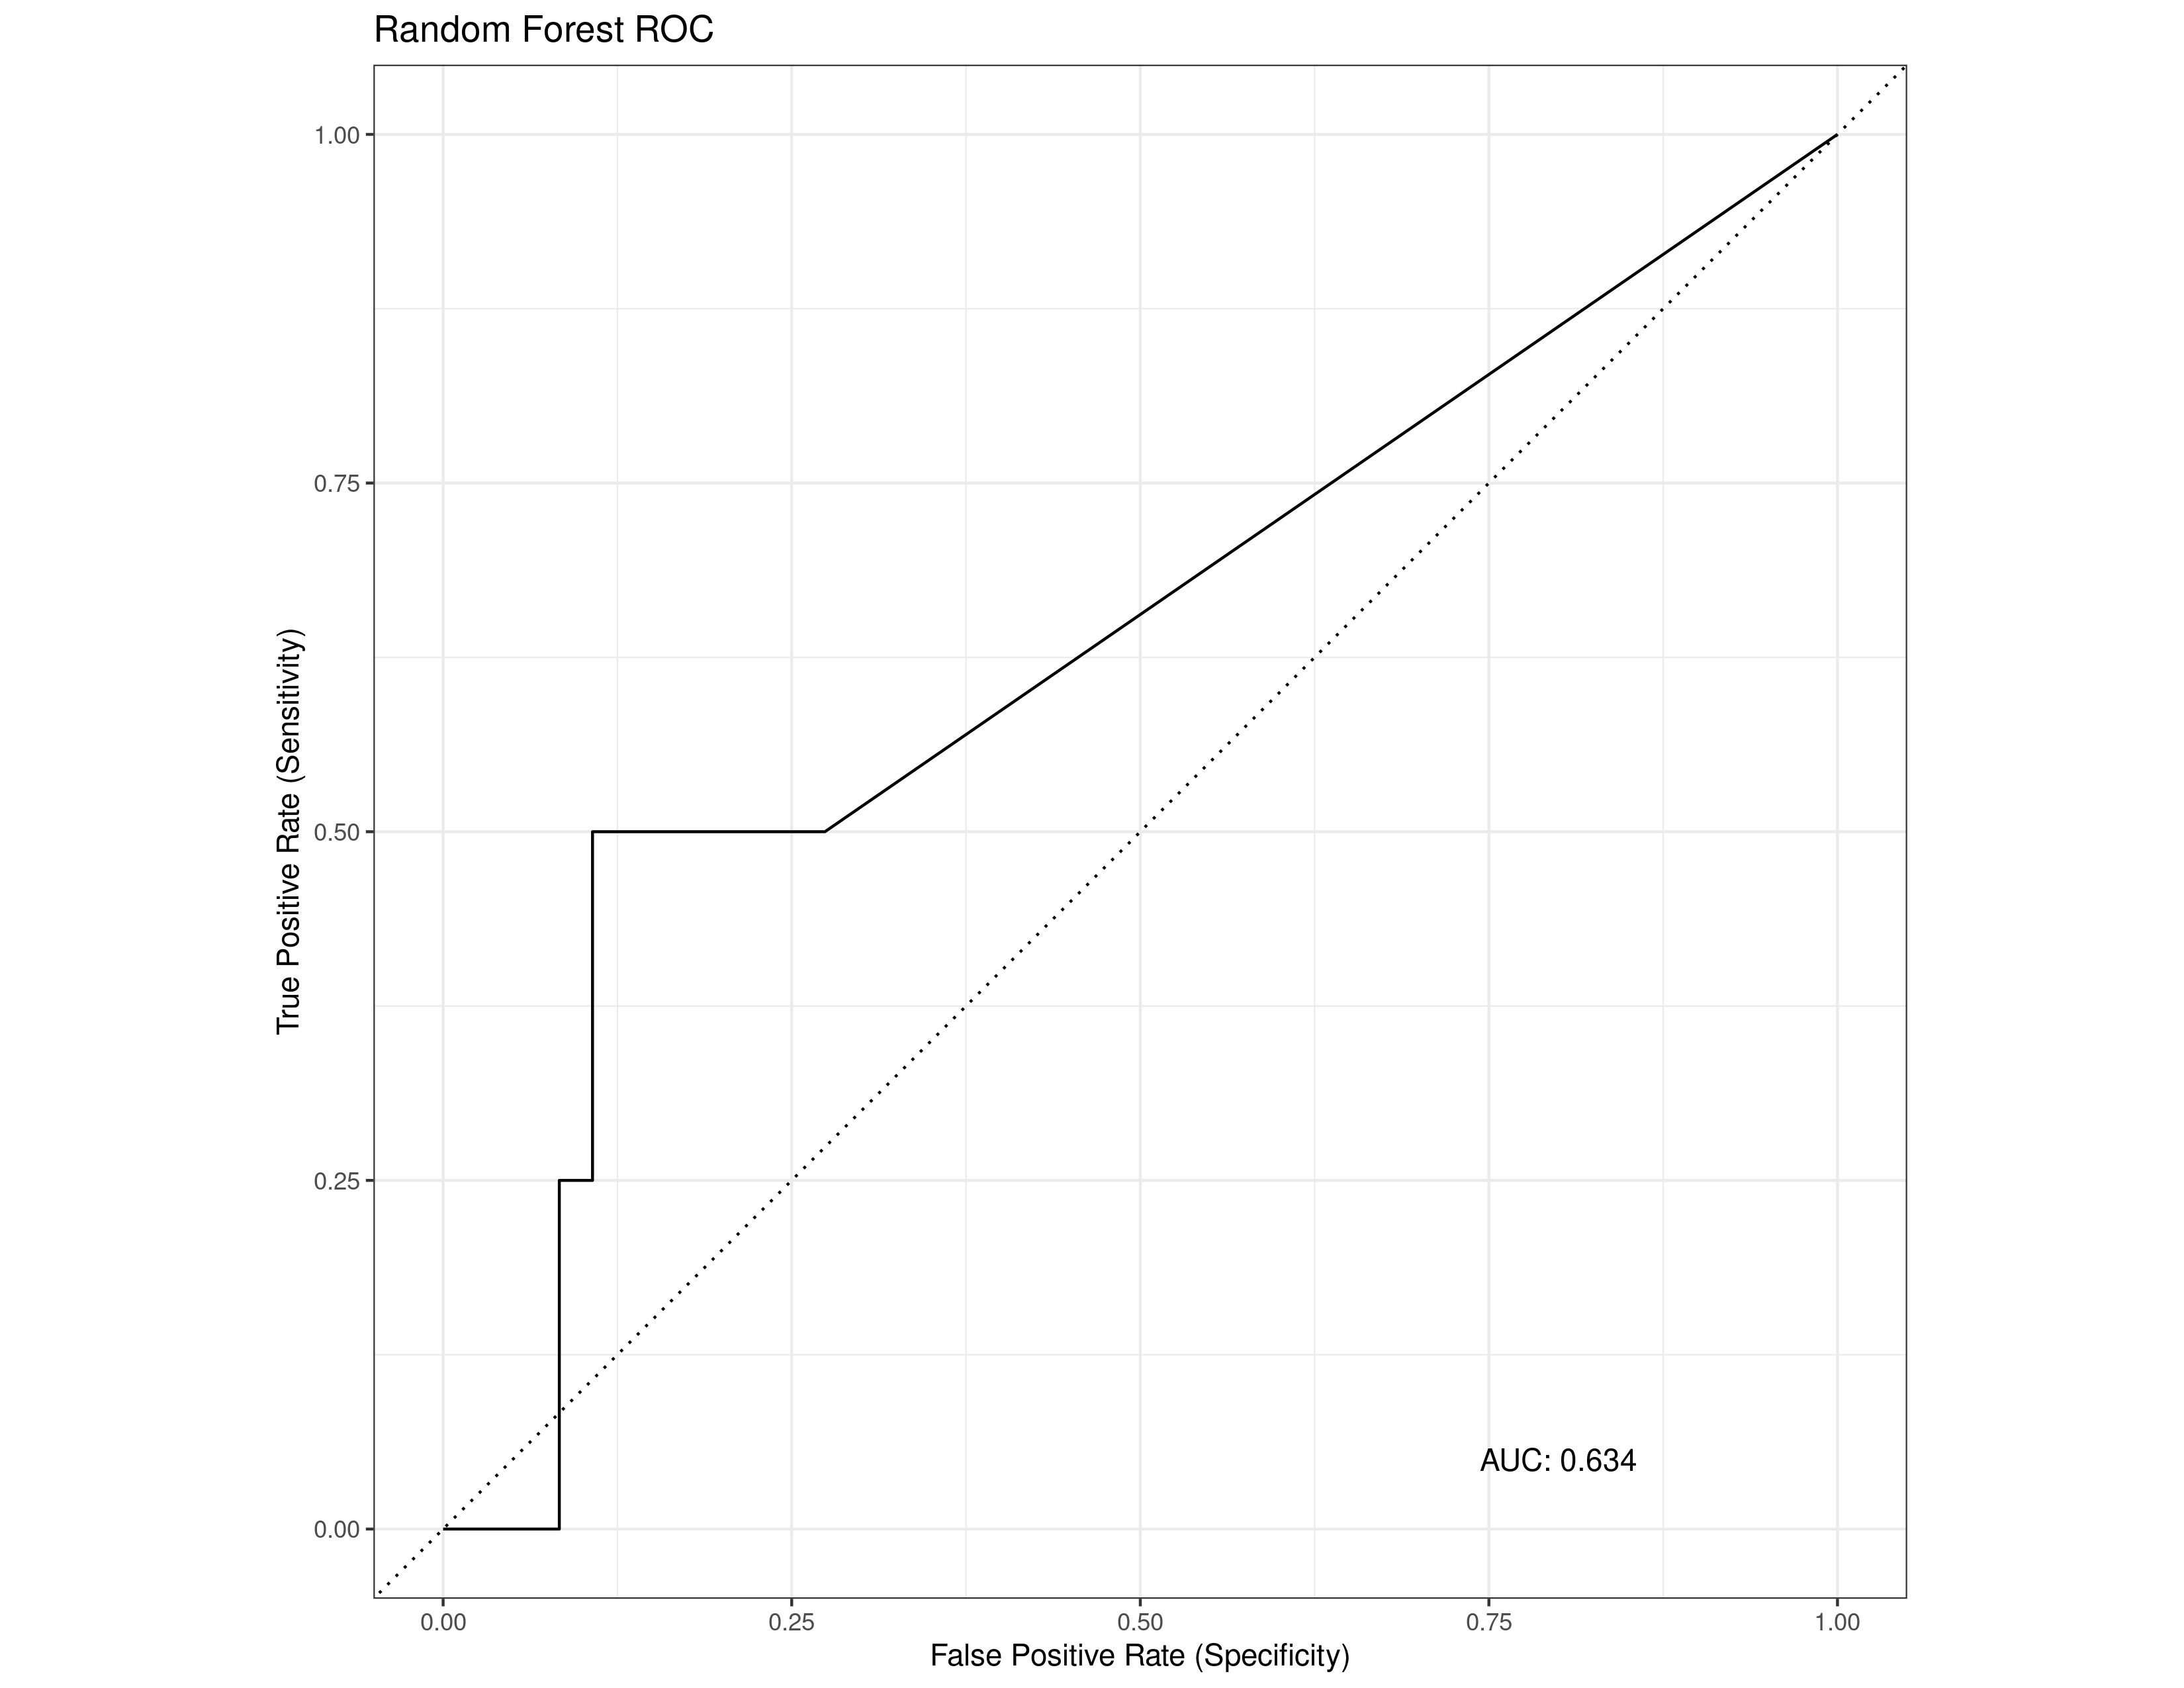 Random Forest ROC
True Positive Rate (Sensitivity)
1.00
0.75
0.50
0.25
0.00
AUC: 0.634
0.00 0.25 0.50 0.75 1.00
False Positive Rate (Specificity)